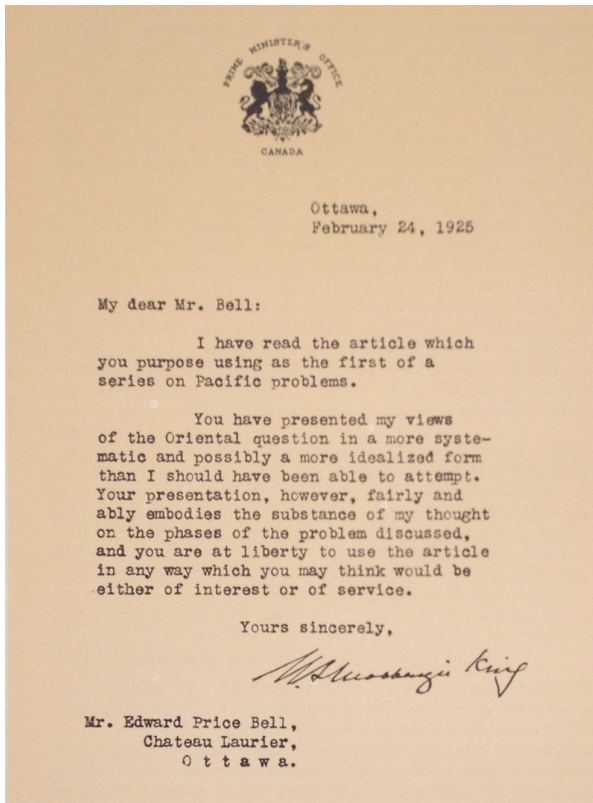 PRIME MINISTER'S OFFICE
CANADA
Ottawa,
February 24, 1925
My dear Mr. Bell:
I have read the article which
you purpose using as the first of a
series on Pacific problems.
You have presented my views
of the Oriental question in a more syste-
matic and possibly a more idealized form
than I should have been able to attempt.
Your presentation, however, fairly and
ably embodies the substance of my thought
on the phases of the problem discussed,
and you are at liberty to use the article
in any way which you may think would be
either of interest or of service.
Yours sincerely,
W. L. Mackenzie King
Mr. Edward Price Bell,
Chateau Laurier,
Ottawa.